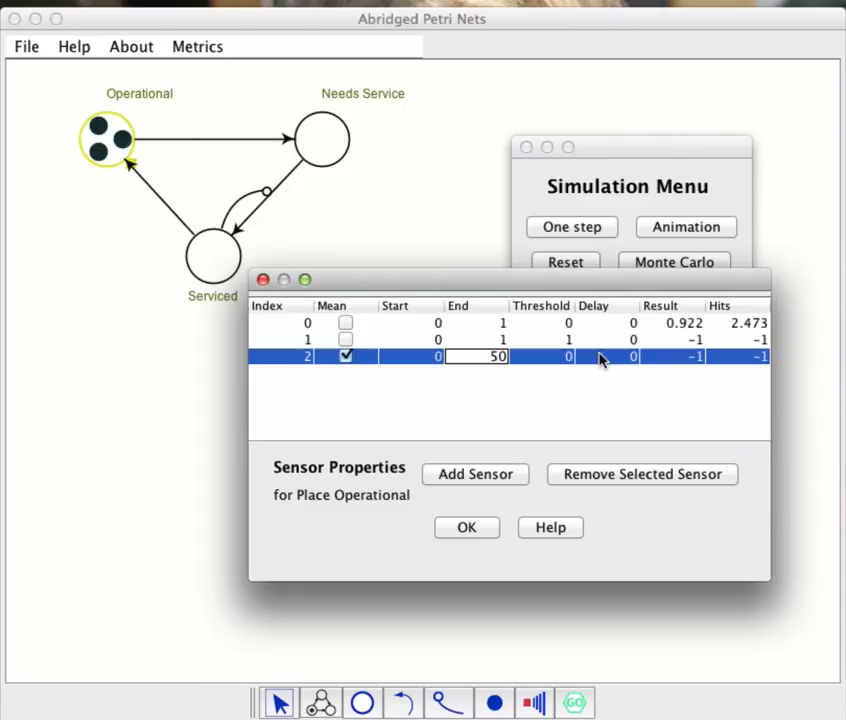 Abridged Petri Nets
File Help About Metrics
Operational
Needs Service
Serviced
Simulation Menu
One step Animation
Reset Monte Carlo
Index Mean Start End Threshold Delay Result Hits
0 0 1 0 0 0.922 2.473
1 0 1 1 0 -1 -1
2 0 50 0 0 -1 -1
Sensor Properties Add Sensor Remove Selected Sensor
for Place Operational
OK Help
GO